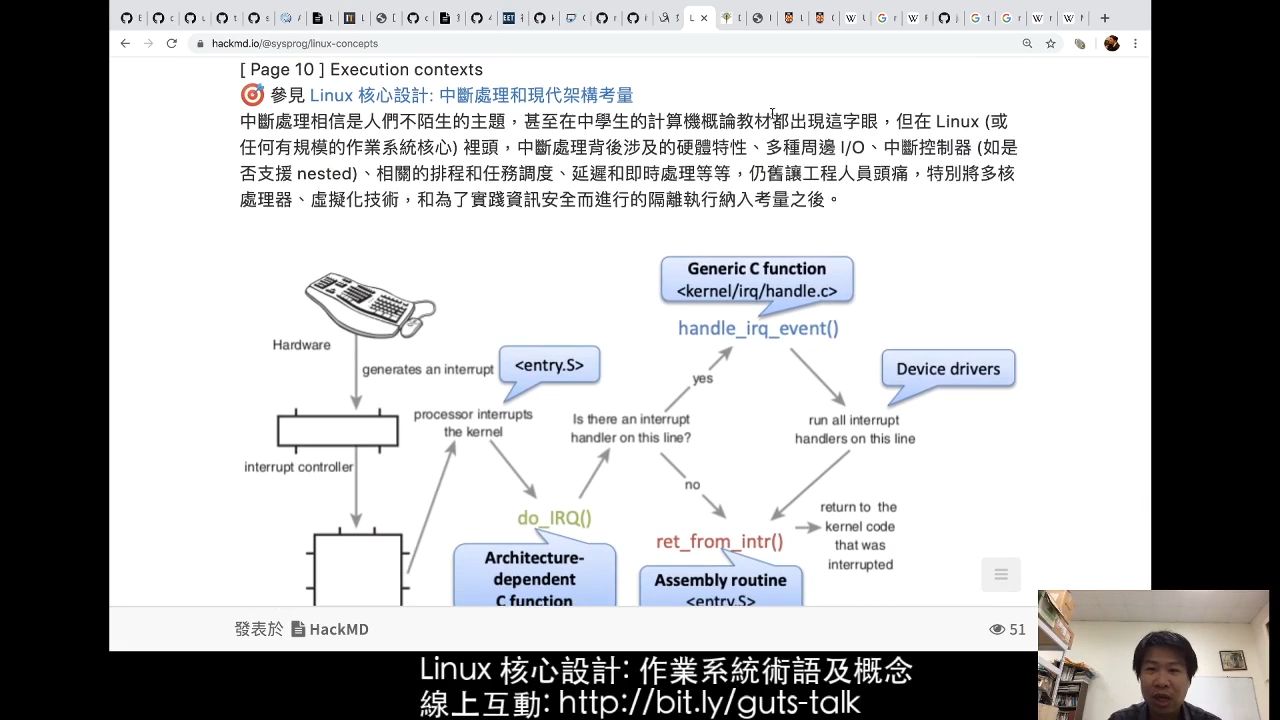 hackmd.io/@sysprog/linux-concepts
[ Page 10 ] Execution contexts
🎯 參見 Linux 核心設計: 中斷處理和現代架構考量
中斷處理相信是人們不陌生的主題，甚至在中學生的計算機概論教材都出現這字眼，但在 Linux (或
任何有規模的作業系統核心) 裡頭，中斷處理背後涉及的硬體特性、多種周邊 I/O、中斷控制器 (如是
否支援 nested)、相關的排程和任務調度、延遲和即時處理等等，仍舊讓工程人員頭痛，特別將多核
處理器、虛擬化技術，和為了實踐資訊安全而進行的隔離執行納入考量之後。
Generic C function
<kernel/irq/handle.c>
handle_irq_event()
Hardware
generates an interrupt
<entry.S>
Device drivers
yes
processor interrupts
the kernel
Is there an interrupt
handler on this line?
run all interrupt
handlers on this line
interrupt controller
no
do_IRQ()
return to the
kernel code
that was
interrupted
ret_from_intr()
Architecture-
dependent
C function
Assembly routine
<entry.S>
發表於 HackMD
51
Linux 核心設計: 作業系統術語及概念
線上互動: http://bit.ly/guts-talk